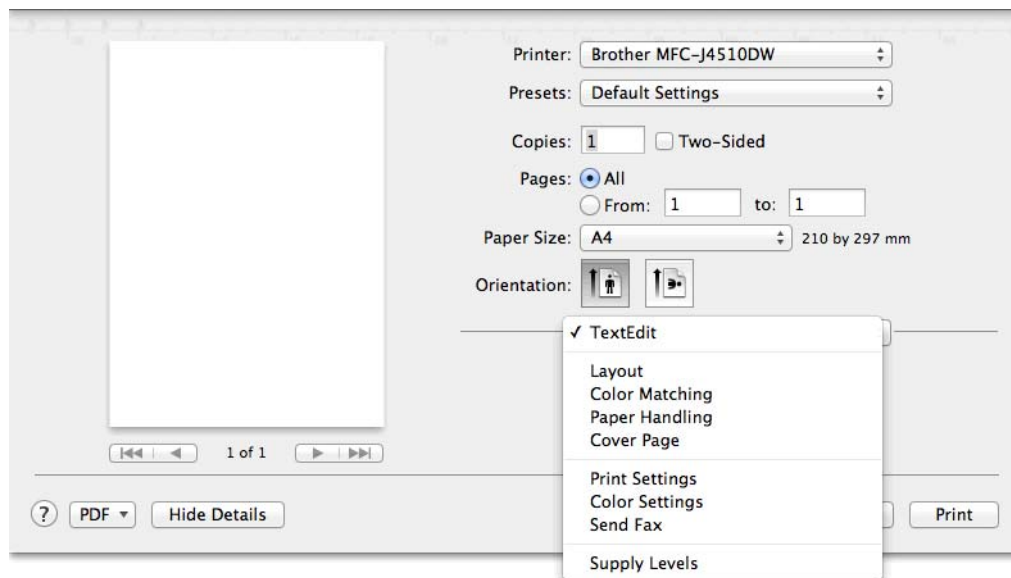 Printer: Brother MFC-J4510DW
Presets: Default Settings
Copies: 1 Two-Sided
Pages: All
From: 1 to: 1
Paper Size: A4 210 by 297 mm
Orientation:
✓ TextEdit
Layout
Color Matching
Paper Handling
Cover Page
1 of 1
Print Settings
Color Settings
Send Fax
Supply Levels
? PDF Hide Details Print